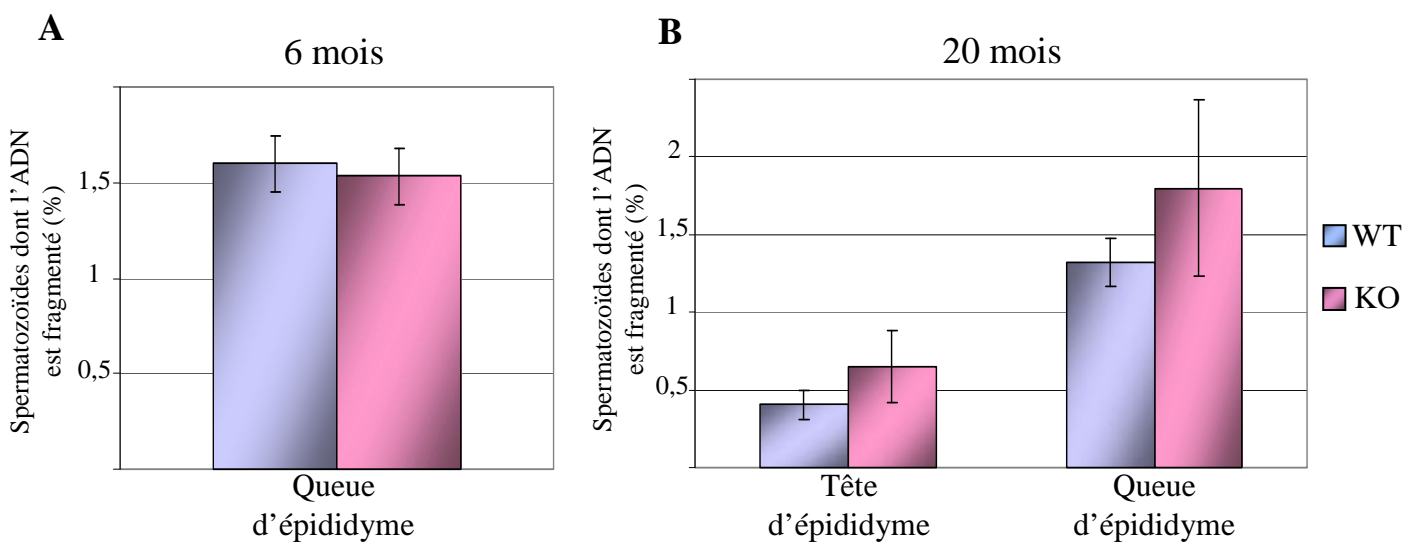 A
6 mois
Spermatozoïdes dont l’ADN
est fragmenté (%)
1,5
1
0,5
Queue
d’épididyme
B
20 mois
Spermatozoïdes dont l’ADN
est fragmenté (%)
2
1,5
1
0,5
Tête
d’épididyme
Queue
d’épididyme
WT
KO